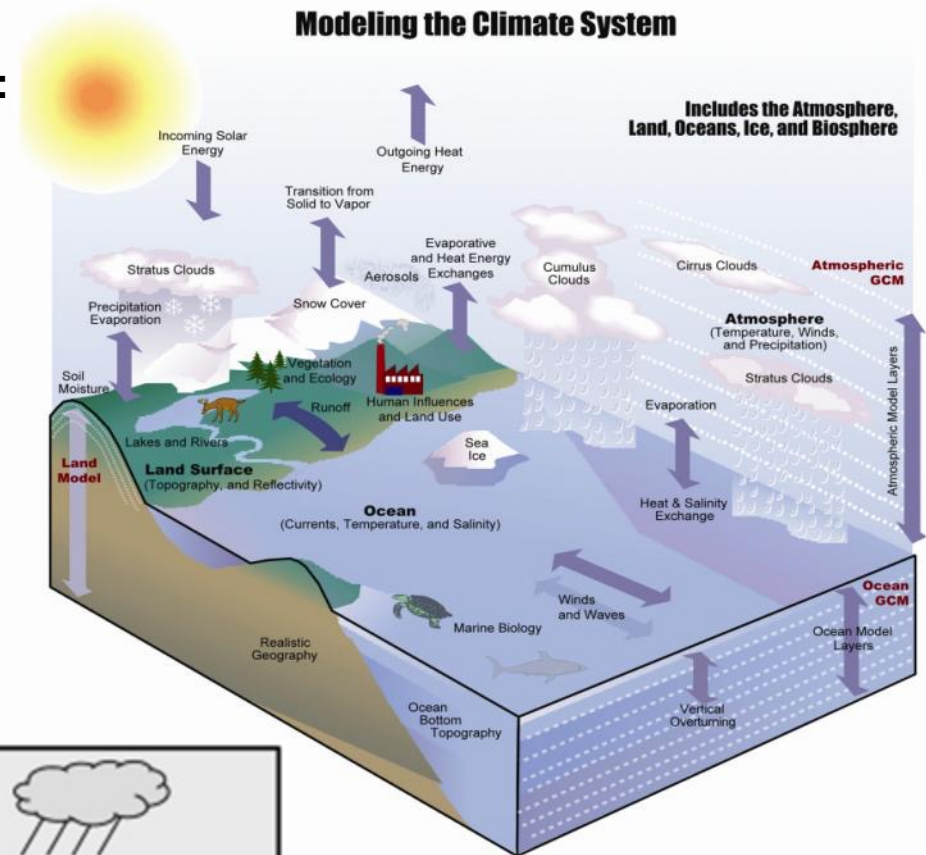 Modeling the Climate System
:
Includes the Atmosphere,
Land, Oceans, Ice, and Biosphere
Incoming Solar
Energy
Outgoing Heat
Energy
Transition from
Solid to Vapor
Stratus Clouds
Aerosols
Evaporative
and Heat Energy
Exchanges
Cumulus
Clouds
Cirrus Clouds
Atmospheric
GCM
Precipitation
Evaporation
Snow Cover
Atmosphere
(Temperature, Winds,
and Precipitation)
Stratus Clouds
Atmospheric Model Layers
Soil
Moisture
Vegetation
and Ecology
Human Influences
and Land Use
Runoff
Lakes and Rivers
Land
Model
Land Surface
(Topography, and Reflectivity)
Sea
Ice
Evaporation
Heat & Salinity
Exchange
Ocean
(Currents, Temperature, and Salinity)
Winds
and Waves
Ocean
GCM
Marine Biology
Ocean Model
Layers
Realistic
Geography
Ocean
Bottom
Topography
Vertical
Overturning